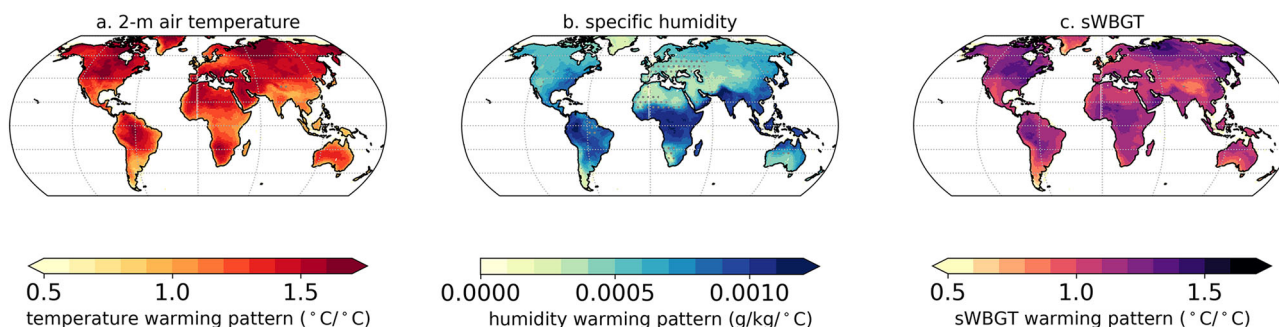 a. 2-m air temperature
b. specific humidity
c. sWBGT
0.5 1.0 1.5
temperature warming pattern (°C/°C)
0.0000 0.0005 0.0010
humidity warming pattern (g/kg/°C)
0.5 1.0 1.5
sWBGT warming pattern (°C/°C)